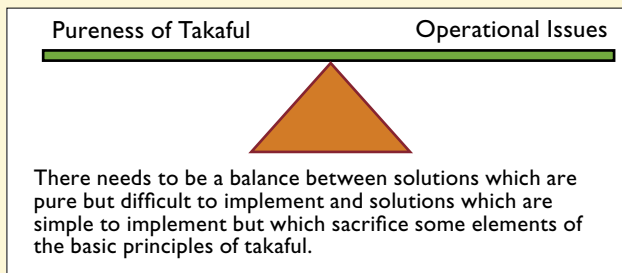 Pureness of Takaful Operational Issues
There needs to be a balance between solutions which are
pure but difficult to implement and solutions which are
simple to implement but which sacrifice some elements of
the basic principles of takaful.